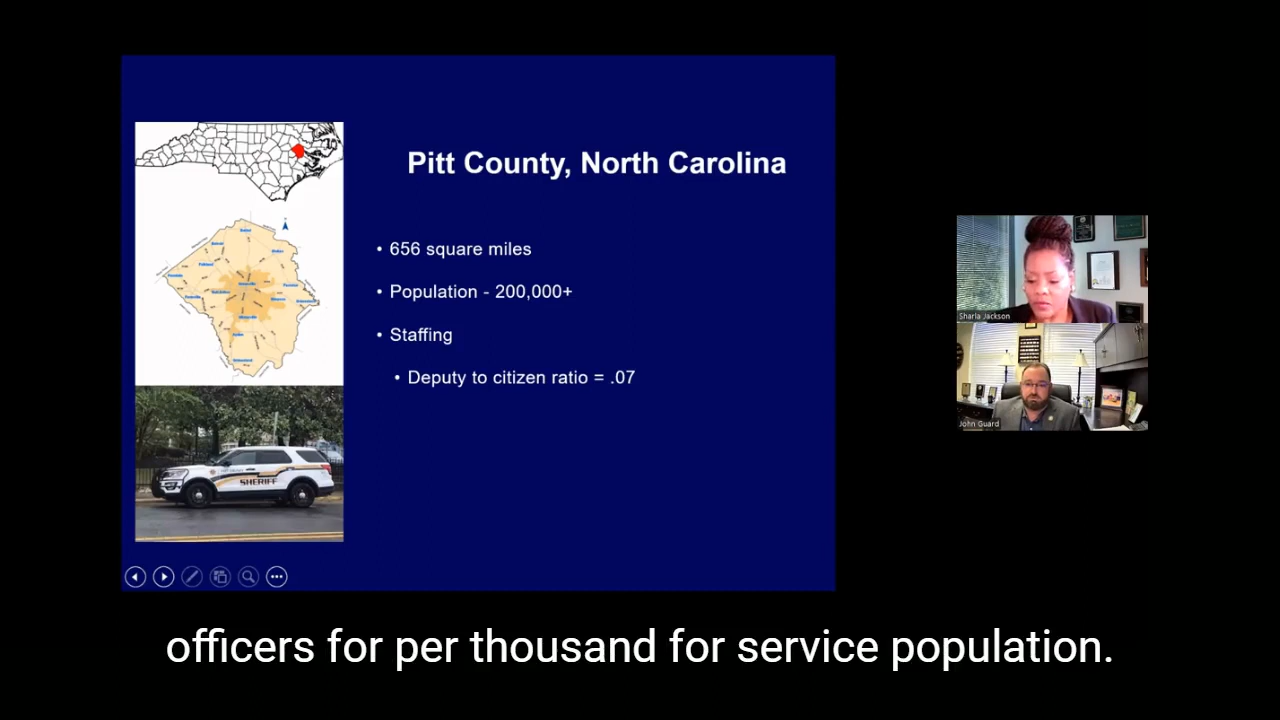 Pitt County, North Carolina
• 656 square miles
• Population - 200,000+
• Staffing
• Deputy to citizen ratio = .07
SHERIFF
Sharla Jackson
John Guard
officers for per thousand for service population.